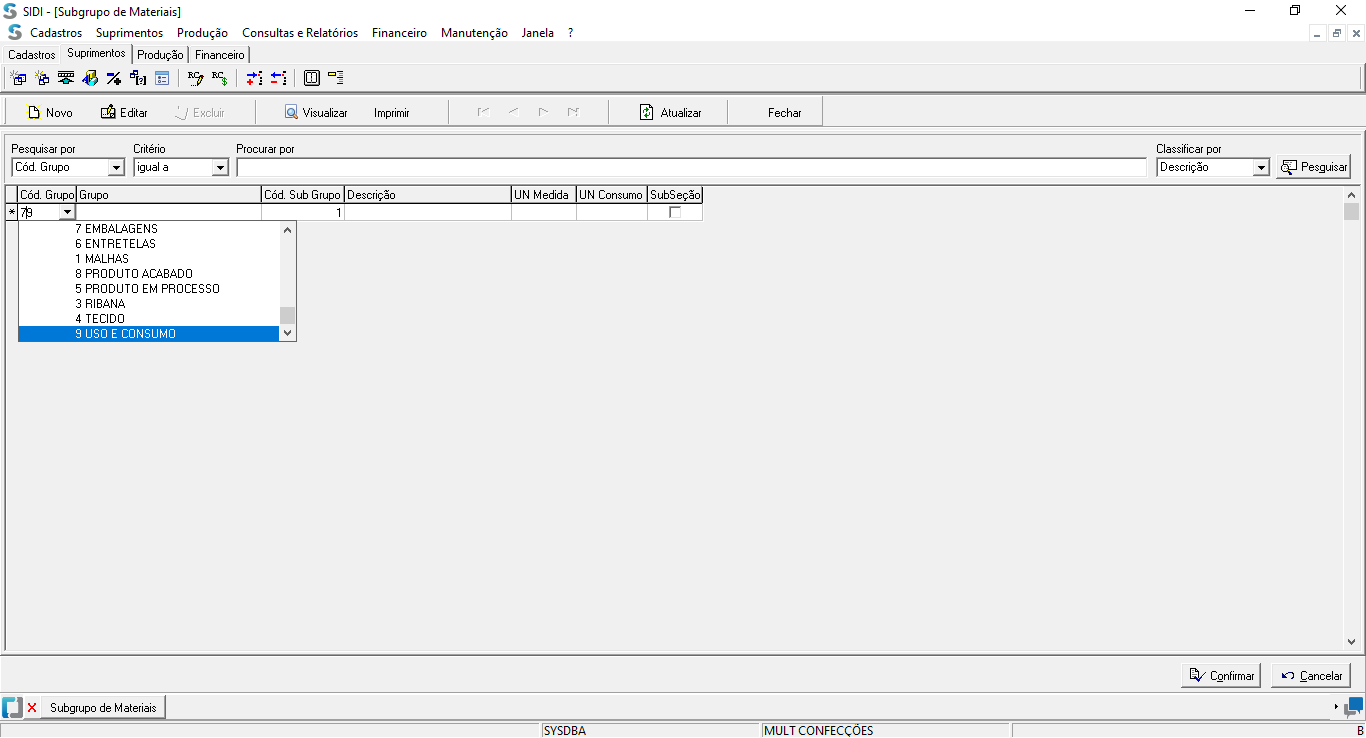 SIDI - [Subgrupo de Materiais]
Cadastros Suprimentos Produção Consultas e Relatórios Financeiro Manutenção Janela ?
Cadastros Suprimentos Produção Financeiro
Novo Editar Excluir Visualizar Imprimir Atualizar Fechar
Pesquisar por Critério Procurar por Classificar por
Cód. Grupo igual a Descrição Pesquisar
Cód. Grupo Grupo Cód. Sub Grupo Descrição UN Medida UN Consumo SubSeção
* 79 1
7 EMBALAGENS
6 ENTRETELAS
1 MALHAS
8 PRODUTO ACABADO
5 PRODUTO EM PROCESSO
3 RIBANA
4 TECIDO
9 USO E CONSUMO
Confirmar Cancelar
Subgrupo de Materiais
SYSDBA MULT CONFECÇÕES B